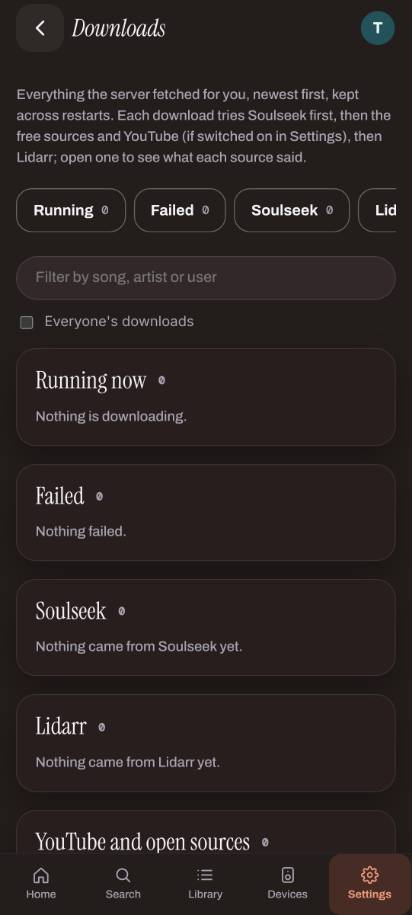 Downloads
T
Everything the server fetched for you, newest first, kept
across restarts. Each download tries Soulseek first, then the
free sources and YouTube (if switched on in Settings), then
Lidarr; open one to see what each source said.
Running 0
Failed 0
Soulseek 0
Lid
Filter by song, artist or user
Everyone's downloads
Running now 0
Nothing is downloading.
Failed 0
Nothing failed.
Soulseek 0
Nothing came from Soulseek yet.
Lidarr 0
Nothing came from Lidarr yet.
YouTube and open sources 0
Home
Search
Library
Devices
Settings